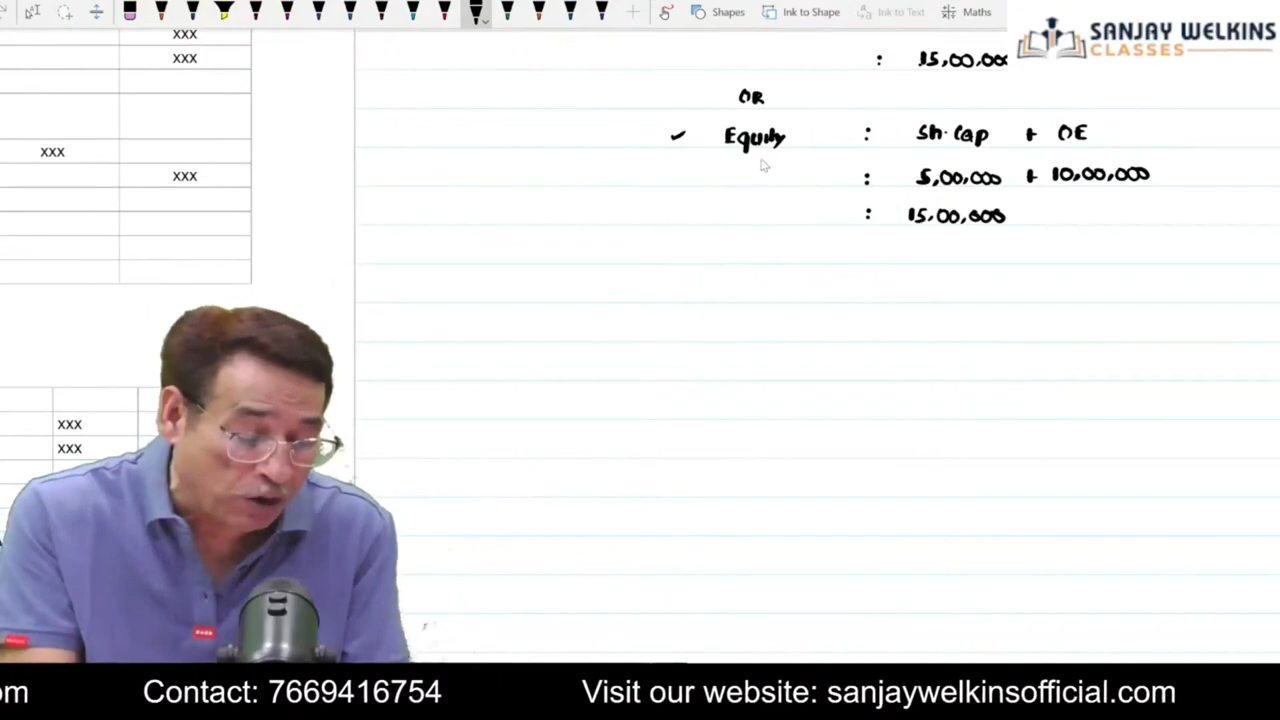 Shapes Ink to Shape Ink to Text Maths
SANJAY WELKINS
CLASSES
xxx
xxx
xxx
xxx
xxx
xxx
: 15,00,000
OR
✓ Equity : Sh. Cap + OE
: 5,00,000 + 10,00,000
: 15,00,000
om Contact: 7669416754 Visit our website: sanjaywelkinsofficial.com